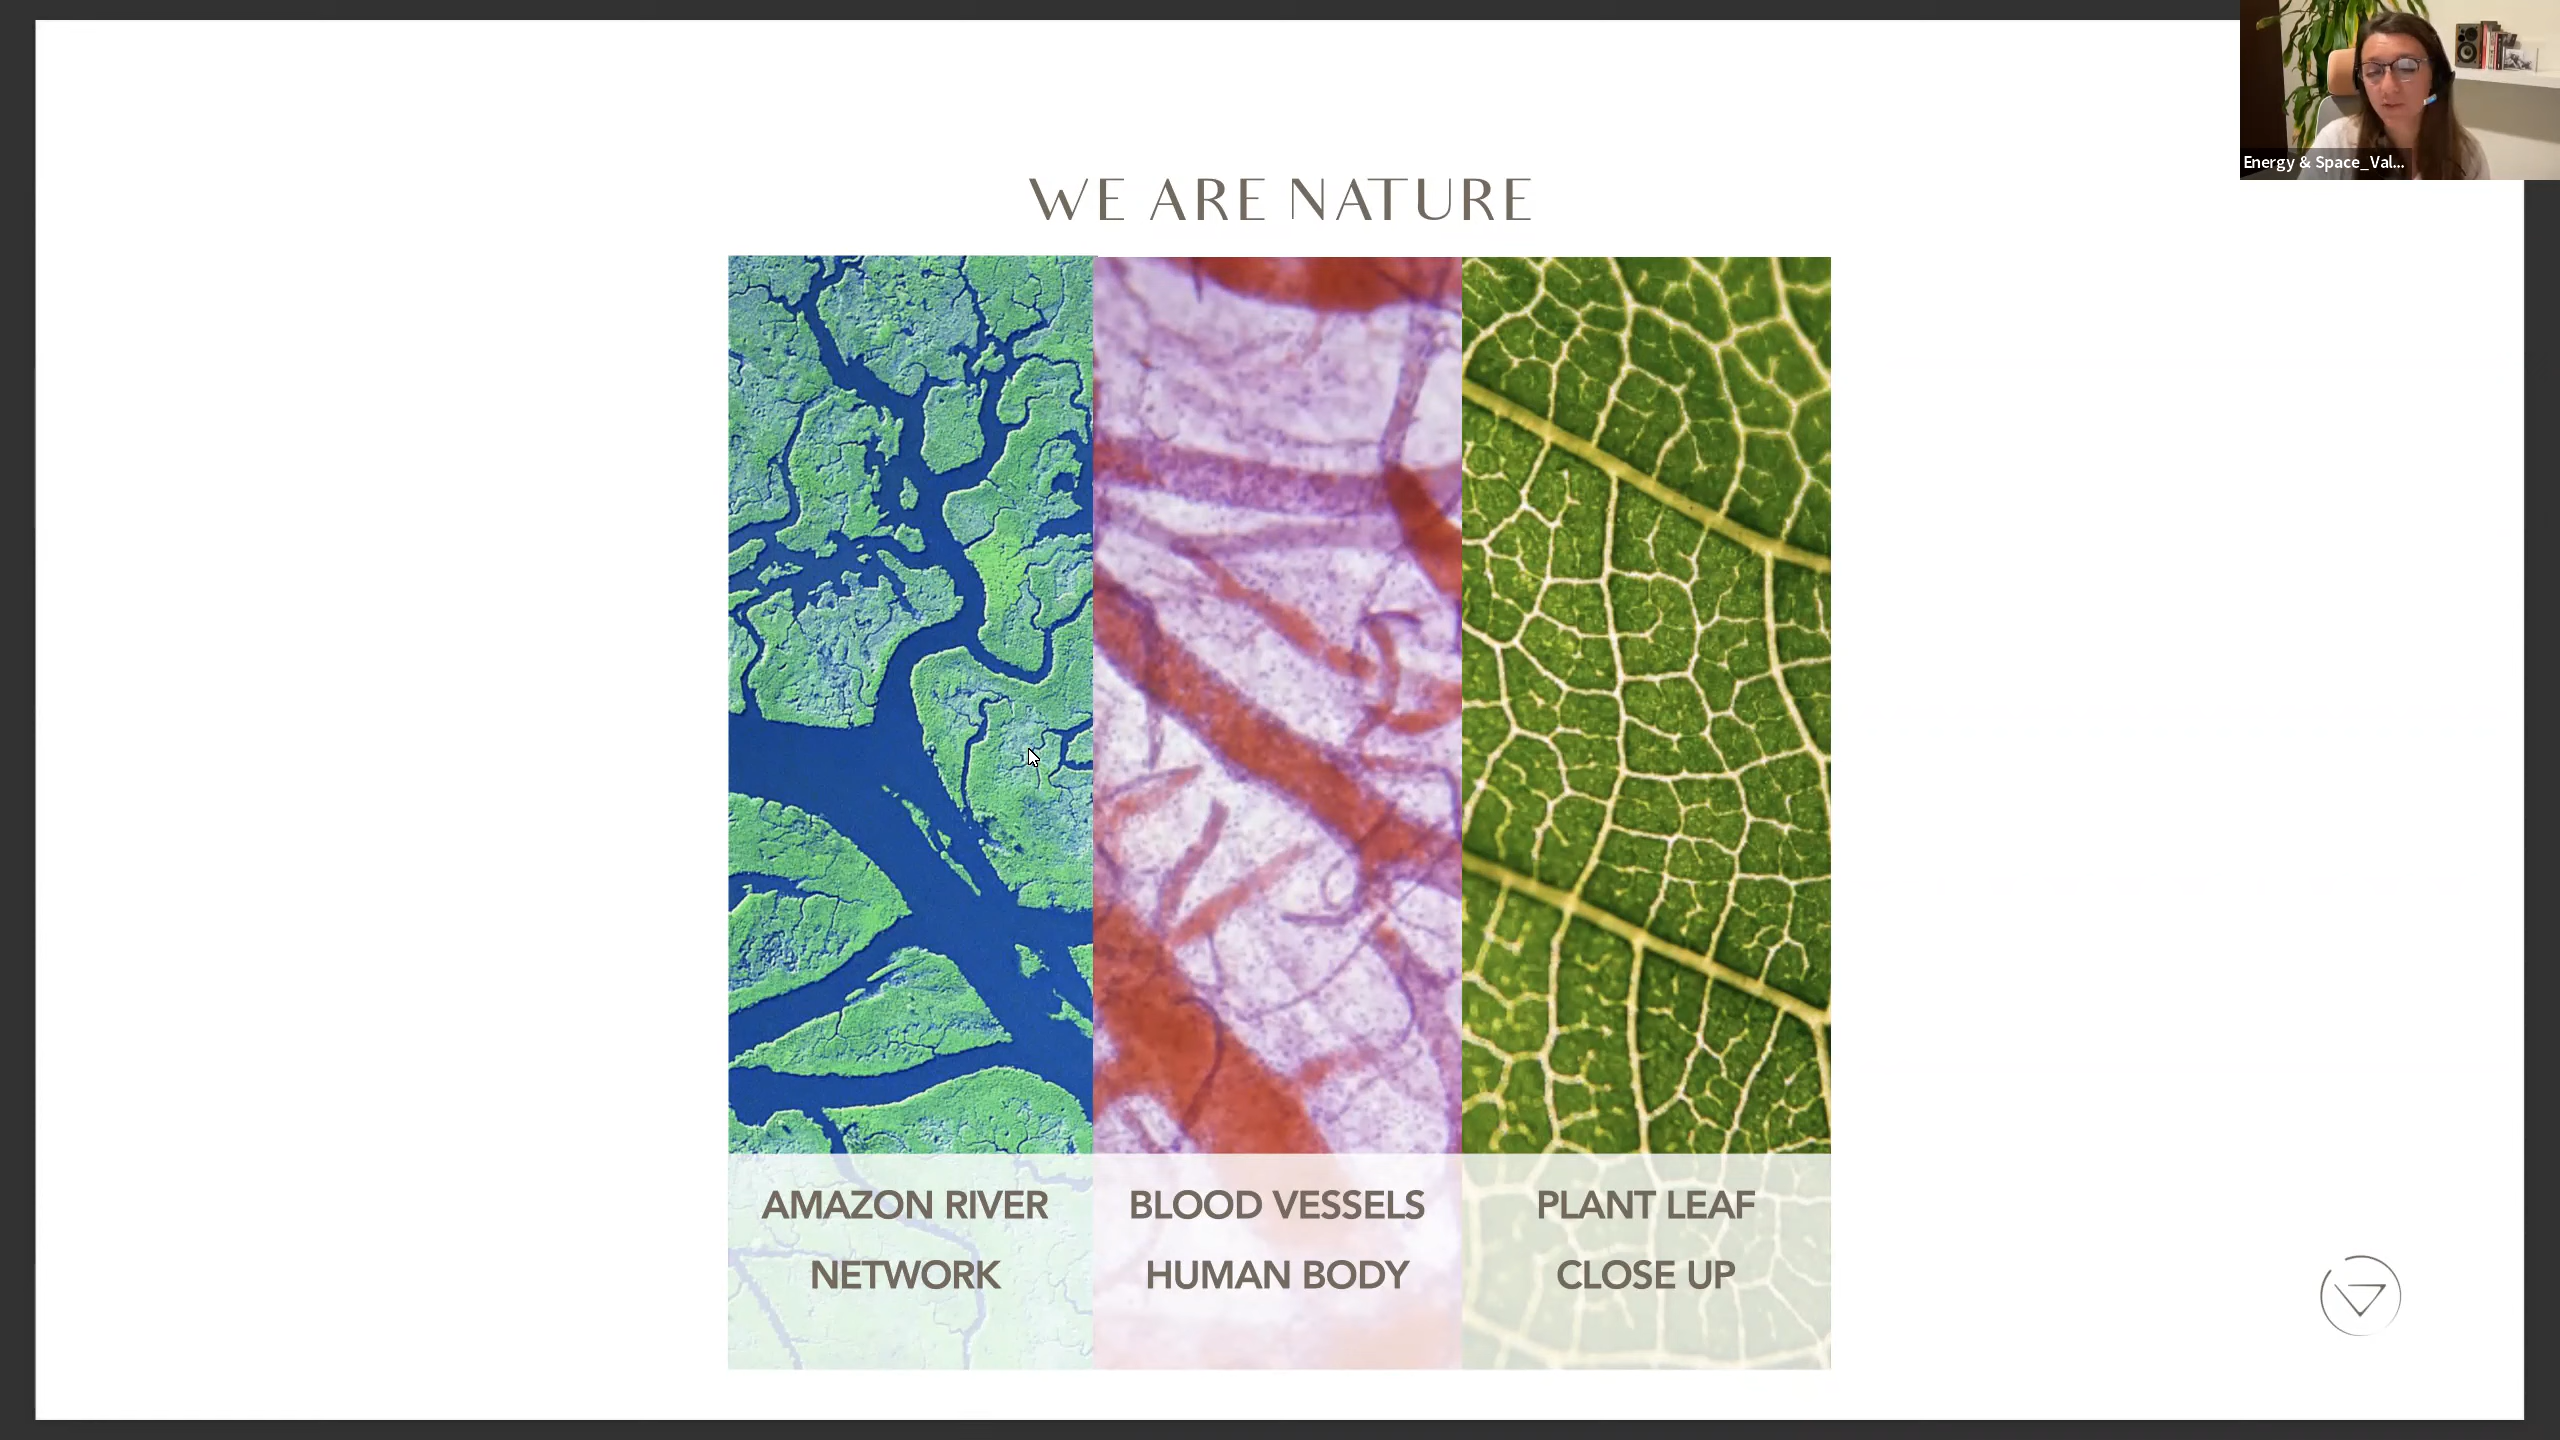 WE ARE NATURE
Energy & Space_Val...
AMAZON RIVER
NETWORK
BLOOD VESSELS
HUMAN BODY
PLANT LEAF
CLOSE UP